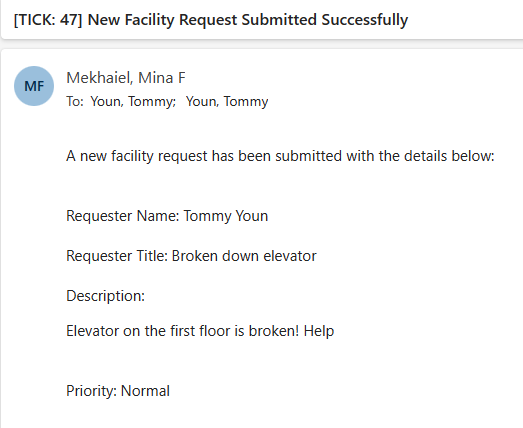 [TICK: 47] New Facility Request Submitted Successfully
MF
Mekhaiel, Mina F
To: Youn, Tommy; Youn, Tommy
A new facility request has been submitted with the details below:
Requester Name: Tommy Youn
Requester Title: Broken down elevator
Description:
Elevator on the first floor is broken! Help
Priority: Normal